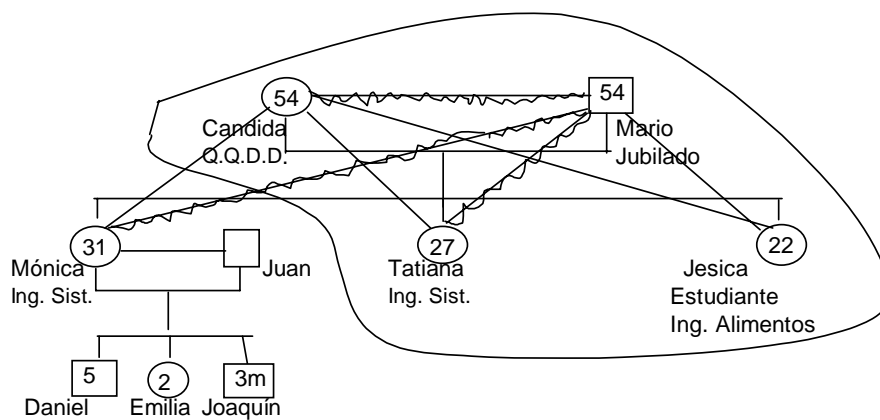 54 54
Candida Mario
Q.Q.D.D. Jubilado
31 27 22
Mónica Juan Tatiana Jesica
Ing. Sist. Ing. Sist. Estudiante
Ing. Alimentos
5 2 3m
Daniel Emilia Joaquín